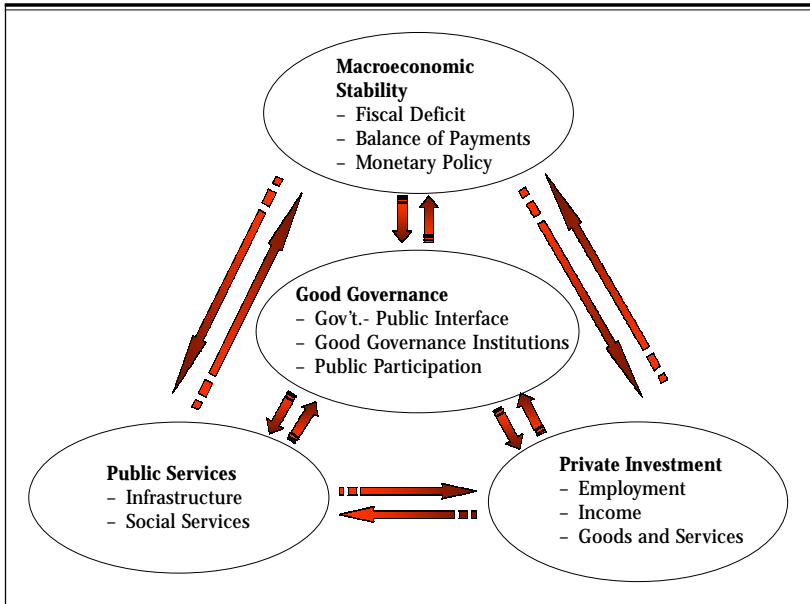 Macroeconomic
Stability
– Fiscal Deficit
– Balance of Payments
– Monetary Policy
Good Governance
– Gov't.- Public Interface
– Good Governance Institutions
– Public Participation
Public Services
– Infrastructure
– Social Services
Private Investment
– Employment
– Income
– Goods and Services